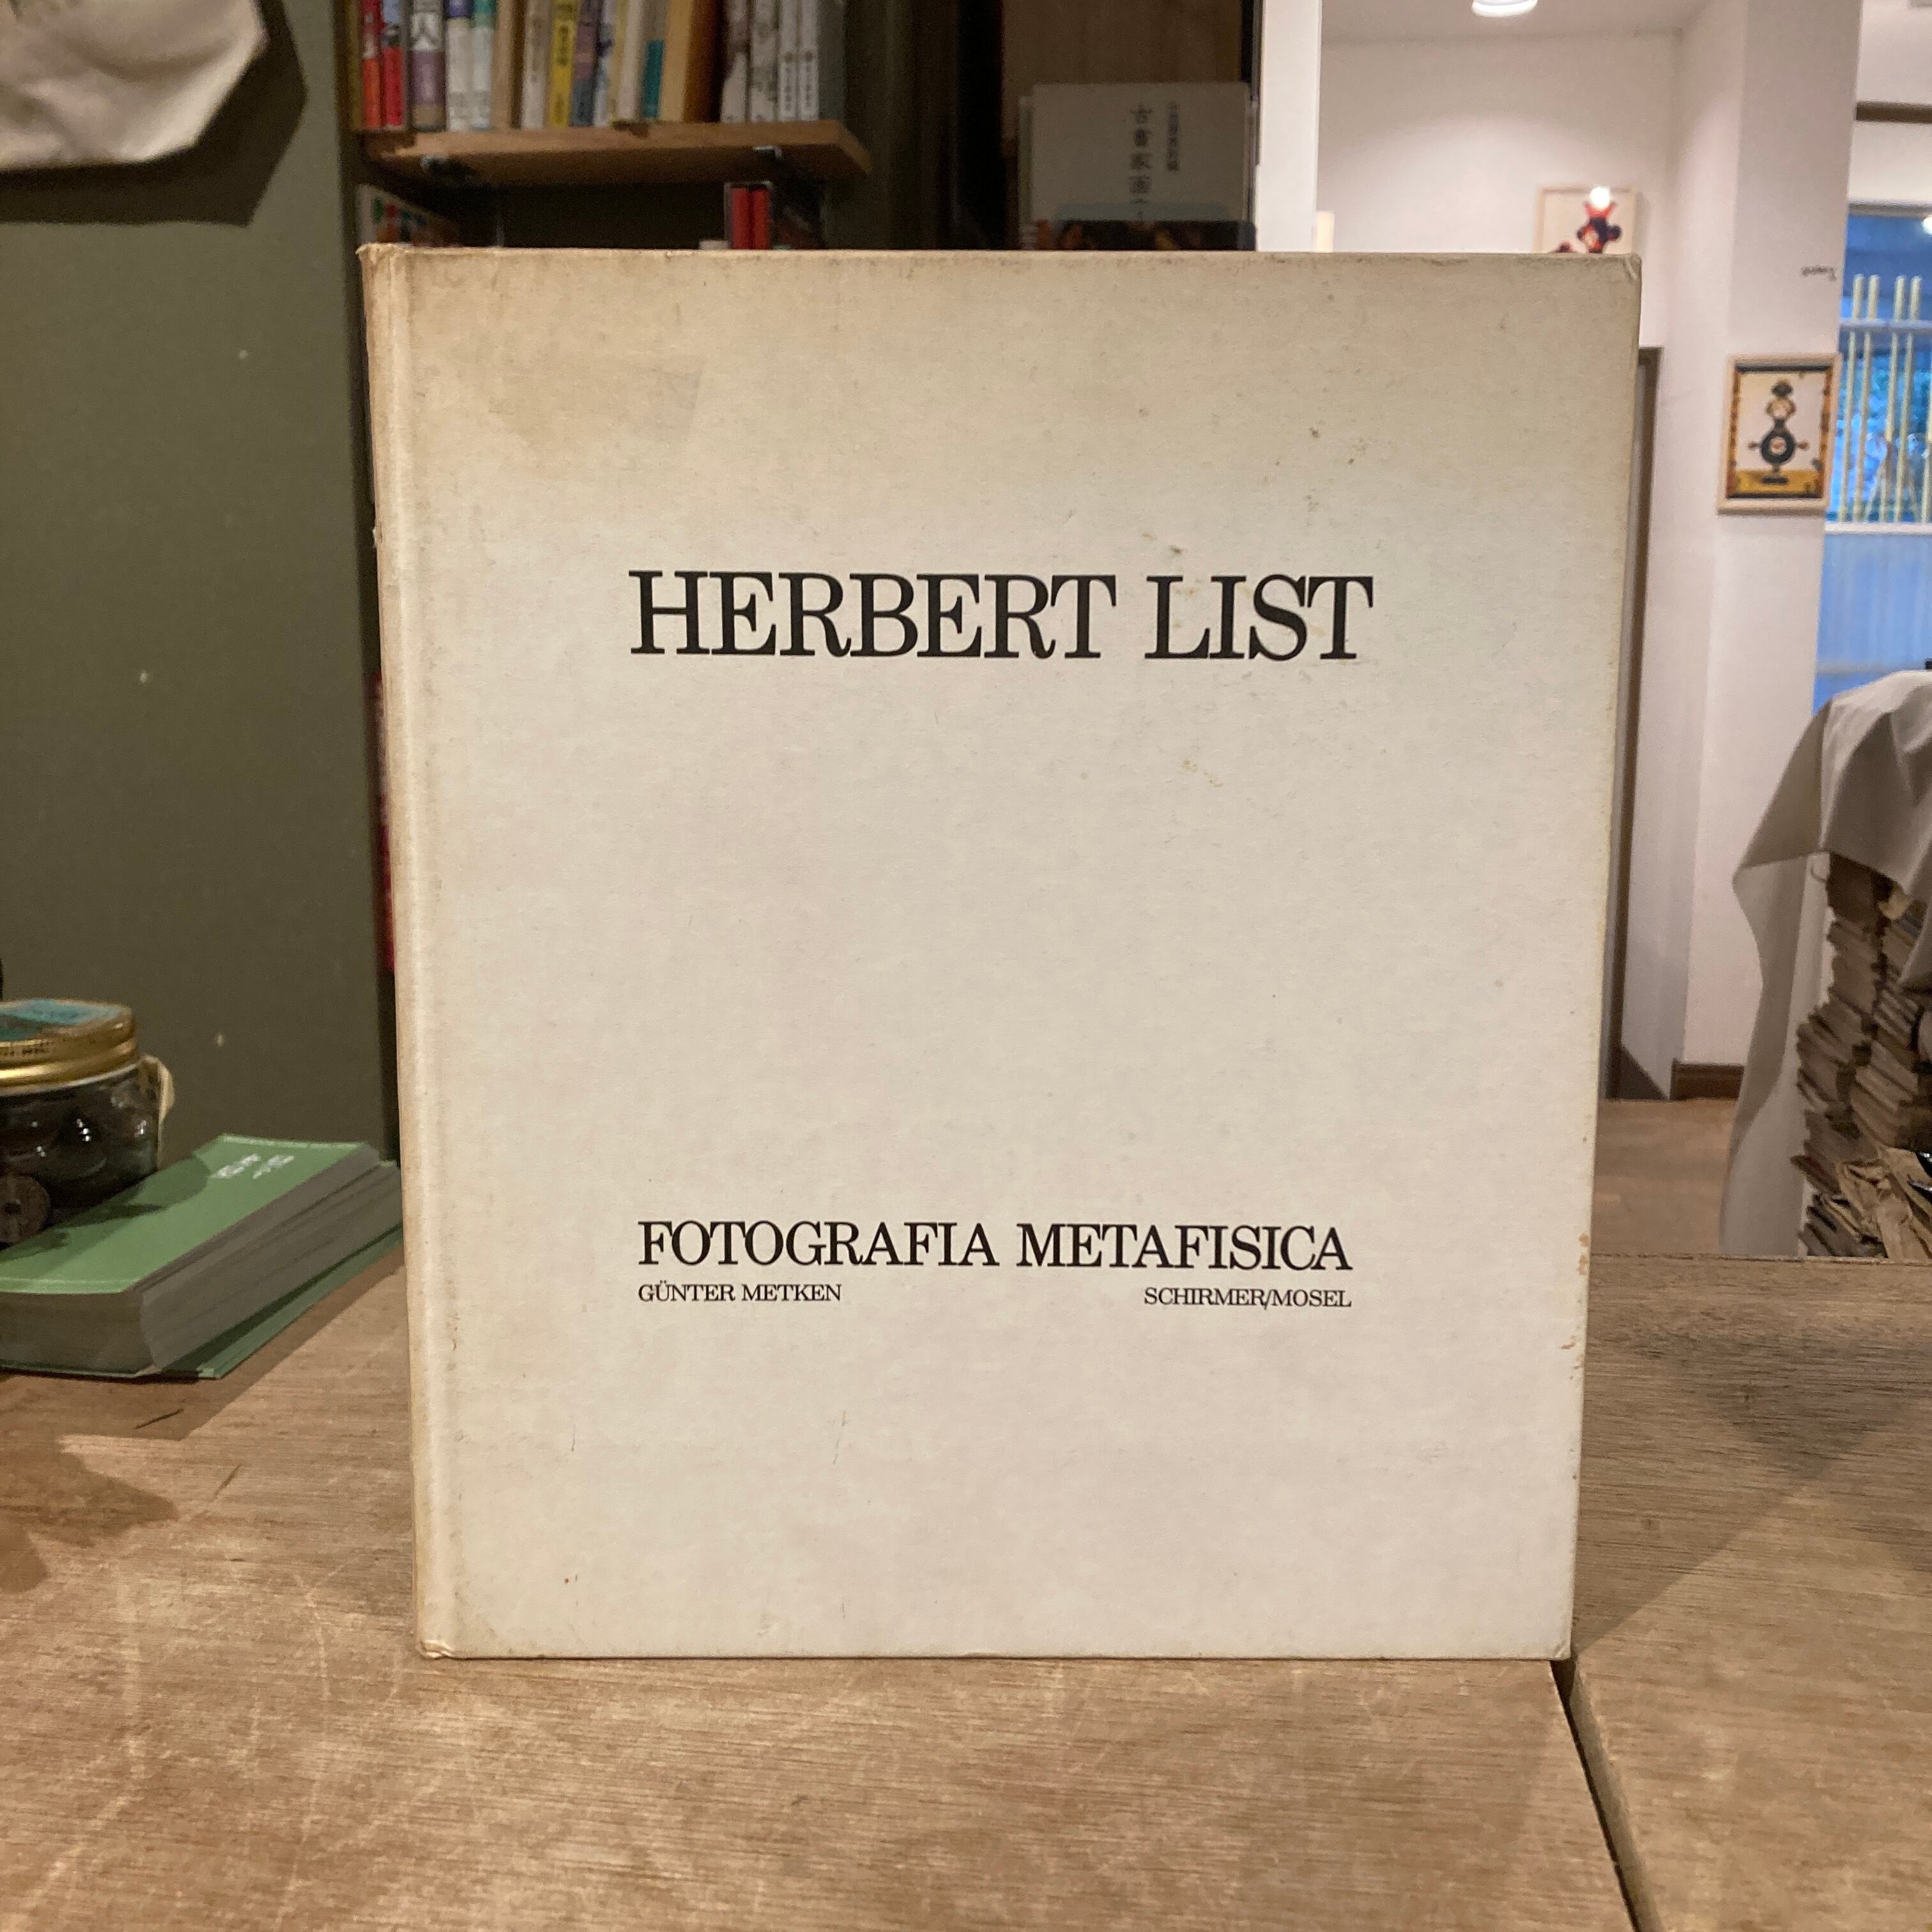 HERBERT LIST
FOTOGRAFIA METAFISICA
GÜNTER METKEN
SCHIRMER/MOSEL